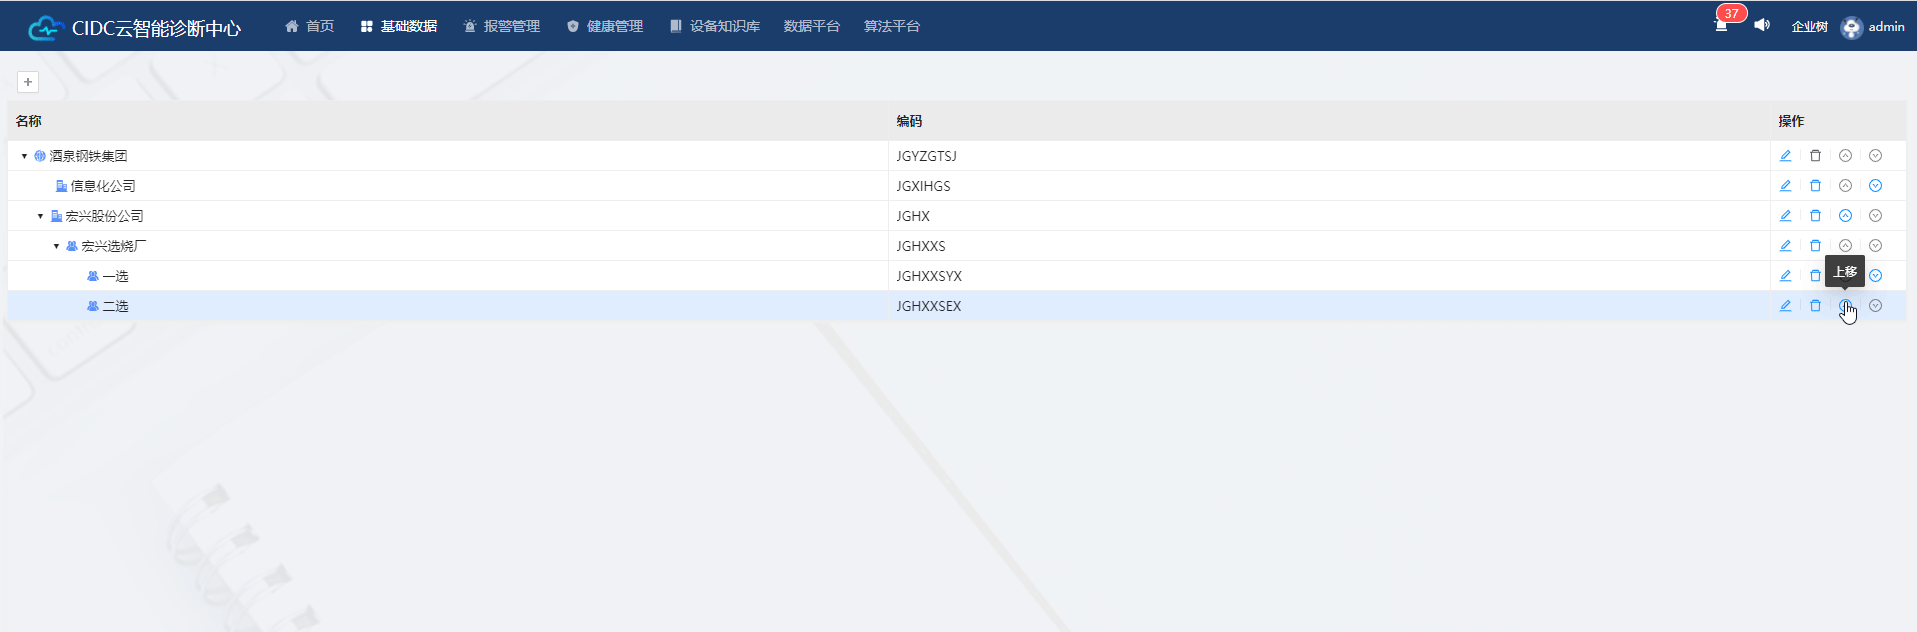 CIDC云智能诊断中心 首页 基础数据 报警管理 健康管理 设备知识库 数据平台 算法平台 37 企业树 admin
+
名称 编码 操作
酒泉钢铁集团 JGYZGTSJ
信息化公司 JGXIHGS
宏兴股份公司 JGHX
宏兴选烧厂 JGHXXS
一选 JGHXXSYX
上移
二选 JGHXXSEX